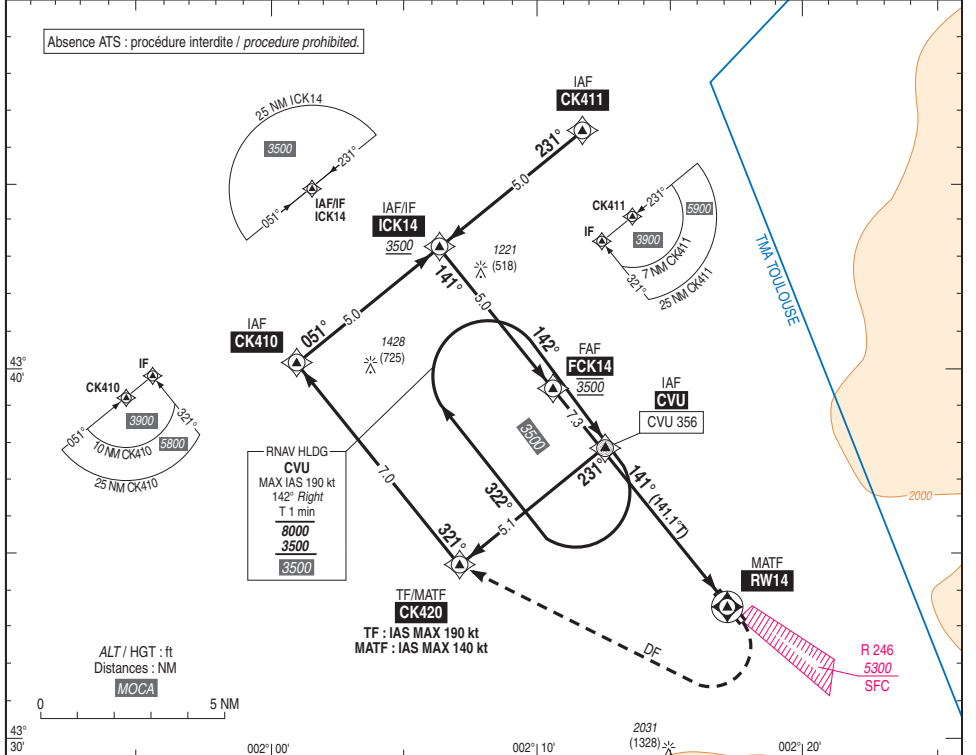 Absence ATS : procédure interdite / procedure prohibited.
IAF
CK411
25 NM ICK14
3500
231°
051°
IAF/IF
ICK14
231°
5.0
IAF/IF
ICK14
3500
1221
(518)
CK411
231°
5900
IF
3900
7 NM CK411
321°
25 NM CK411
TMA TOULOUSE
141°
5.0
IAF
CK410
051°
5.0
1428
(725)
142°
FAF
FCK14
3500
43°
40'
IF
CK410
3900
321°
051°
10 NM CK410
5800
25 NM CK410
7.3
IAF
CVU
CVU 356
3500
RNAV HLDG
CVU
MAX IAS 190 kt
142° Right
T 1 min
8000
3500
3500
7.0
322°
231°
5.1
141° (141.1°T)
2000
321°
TF/MATF
CK420
TF : IAS MAX 190 kt
MATF : IAS MAX 140 kt
MATF
RW14
DF
R 246
5300
SFC
ALT / HGT : ft
Distances : NM
MOCA
0
5 NM
2031
(1328)
43°
30'
002° 00'
002° 10'
002° 20'